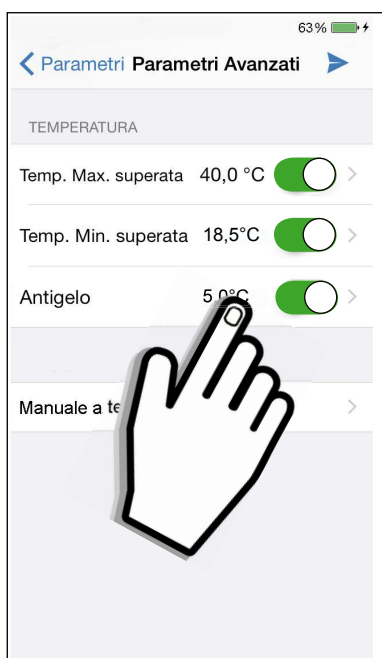 63%
Parametri Parametri Avanzati
TEMPERATURA
Temp. Max. superata 40,0 °C
Temp. Min. superata 18,5°C
Antigelo 5,0°C
Manuale a